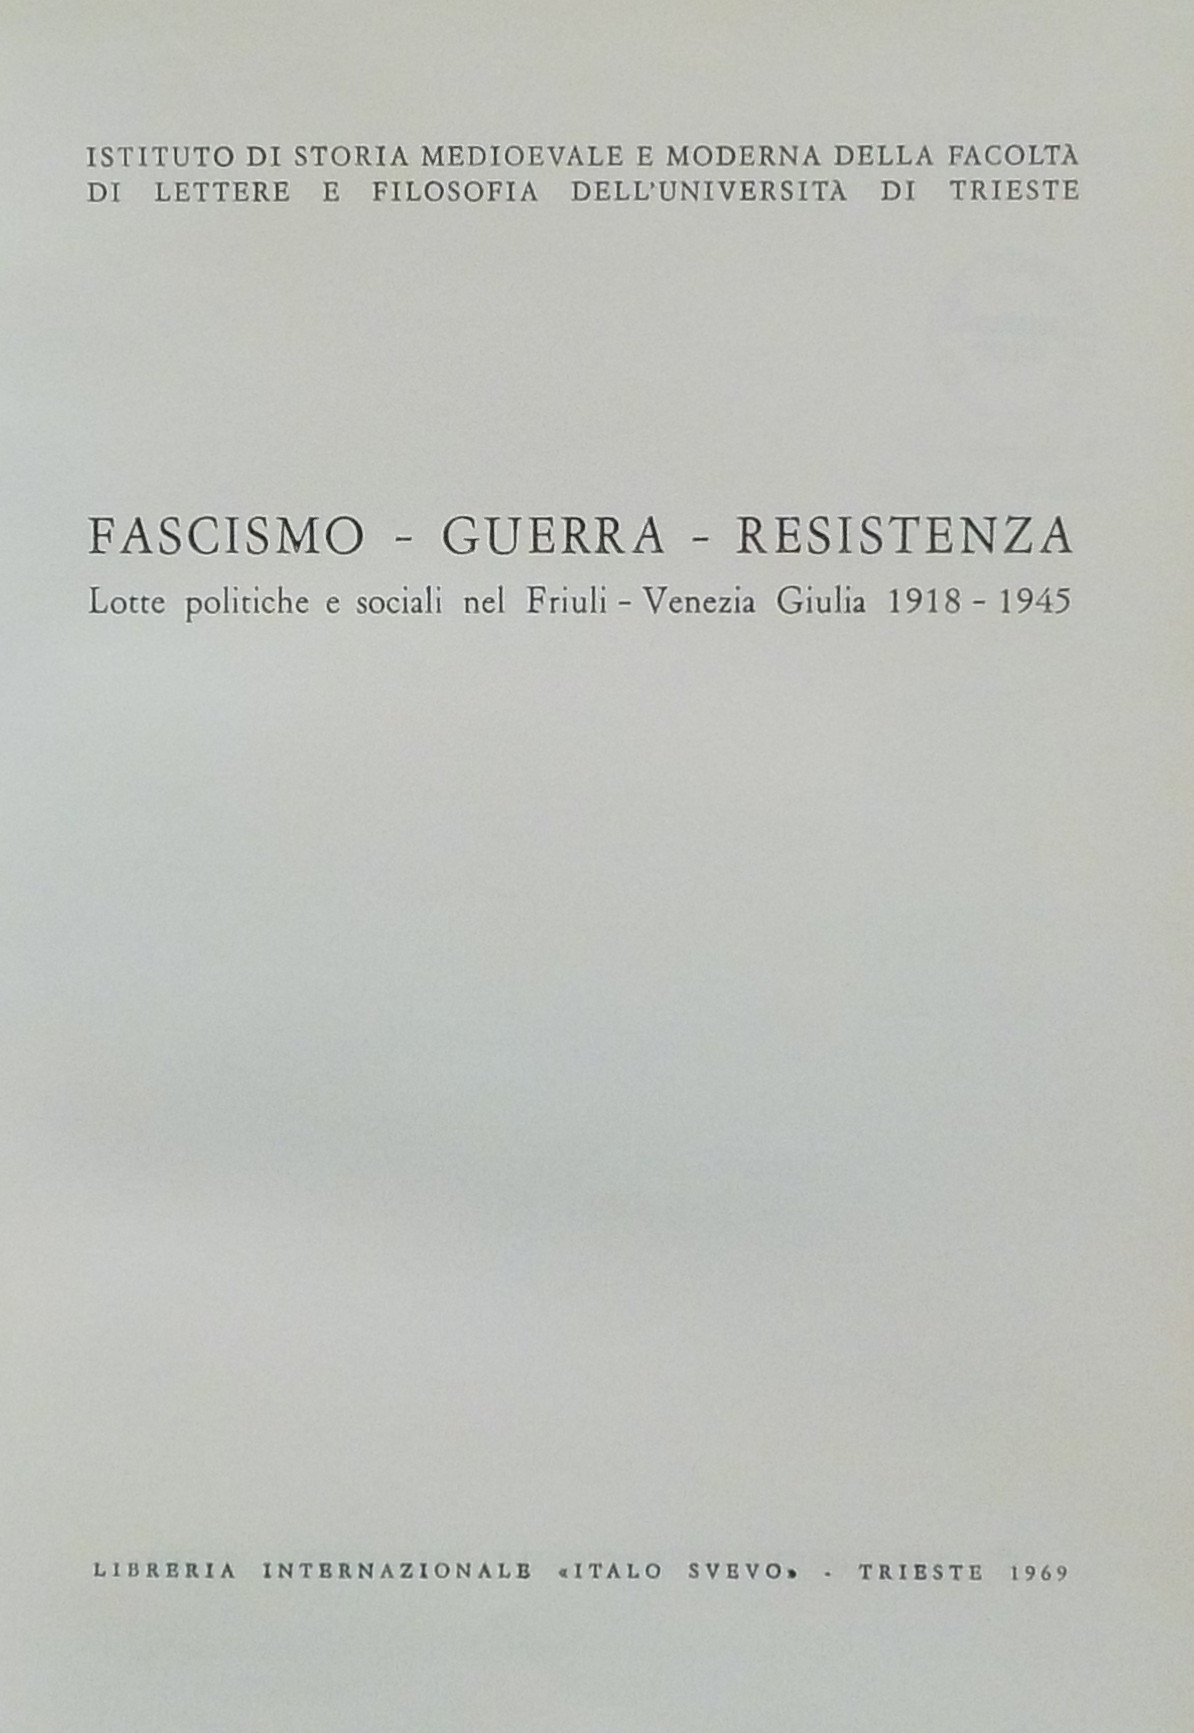 ISTITUTO DI STORIA MEDIOEVALE E MODERNA DELLA FACOLTÀ
DI LETTERE E FILOSOFIA DELL'UNIVERSITÀ DI TRIESTE
FASCISMO - GUERRA - RESISTENZA
Lotte politiche e sociali nel Friuli - Venezia Giulia 1918 - 1945
LIBRERIA INTERNAZIONALE «ITALO SVEVO» - TRIESTE 1969